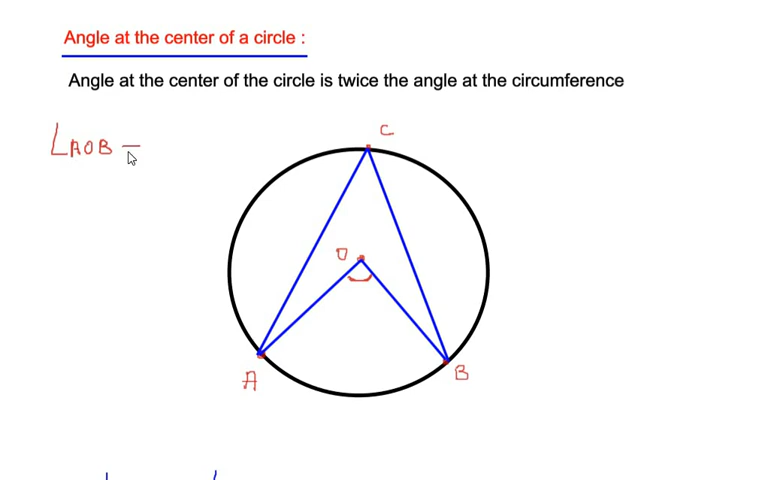 Angle at the center of a circle :
Angle at the center of the circle is twice the angle at the circumference
C
∠AOB =
O
A
B